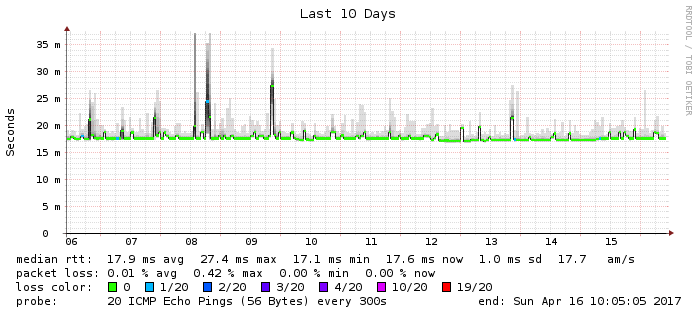 Last 10 Days
RRDTOOL / TOBI OETIKER
Seconds
35 m
30 m
25 m
20 m
15 m
10 m
5 m
0
06 07 08 09 10 11 12 13 14 15
median rtt: 17.9 ms avg 27.4 ms max 17.1 ms min 17.6 ms now 1.0 ms sd 17.7 am/s
packet loss: 0.01 % avg 0.42 % max 0.00 % min 0.00 % now
loss color: 0 1/20 2/20 3/20 4/20 10/20 19/20
probe: 20 ICMP Echo Pings (56 Bytes) every 300s end: Sun Apr 16 10:05:05 2017